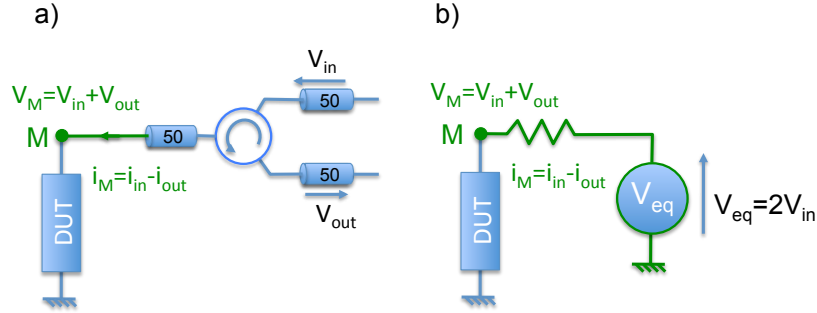 a)
V_in
V_M=V_in+V_out
50
M
50
i_M=i_in-i_out
50
DUT
V_out
b)
V_M=V_in+V_out
M
i_M=i_in-i_out
DUT
V_eq
V_eq=2V_in